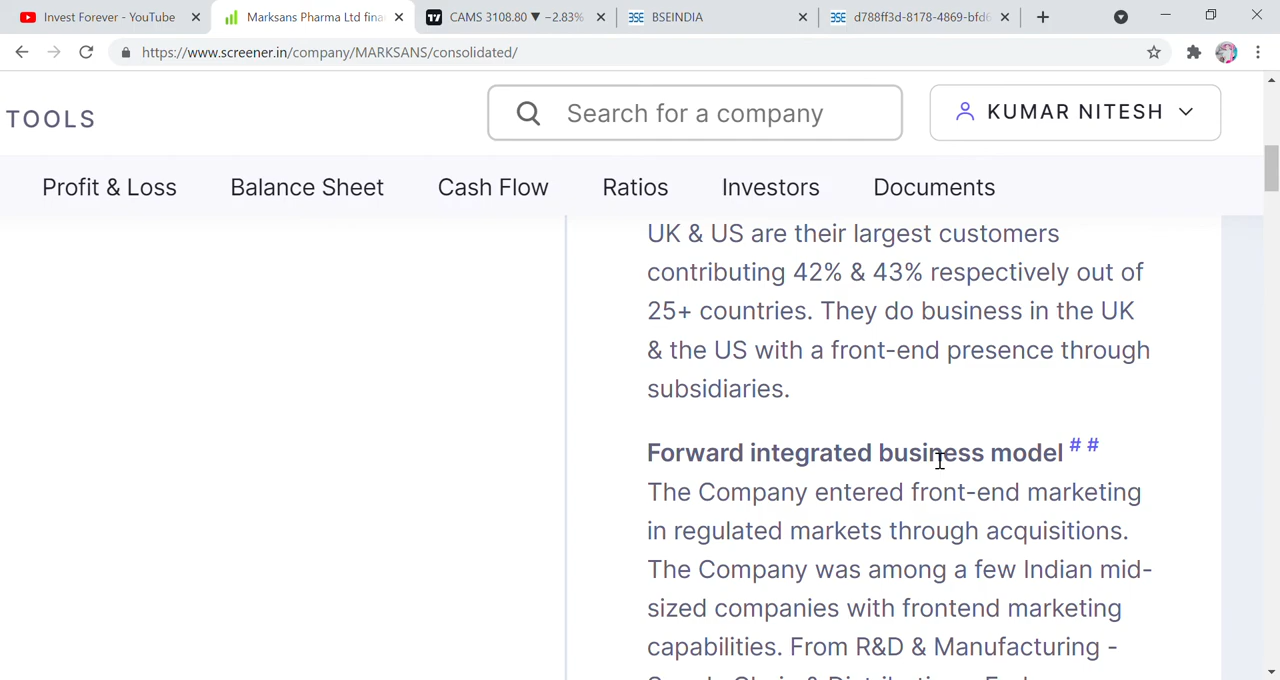 Invest Forever - YouTube
Marksans Pharma Ltd fina
CAMS 3108.80 ▼ −2.83%
BSEINDIA
d788ff3d-8178-4869-bfd6
https://www.screener.in/company/MARKSANS/consolidated/
TOOLS
Search for a company
KUMAR NITESH
Profit & Loss
Balance Sheet
Cash Flow
Ratios
Investors
Documents
UK & US are their largest customers
contributing 42% & 43% respectively out of
25+ countries. They do business in the UK
& the US with a front-end presence through
subsidiaries.
Forward integrated business model # #
The Company entered front-end marketing
in regulated markets through acquisitions.
The Company was among a few Indian mid-
sized companies with frontend marketing
capabilities. From R&D & Manufacturing -